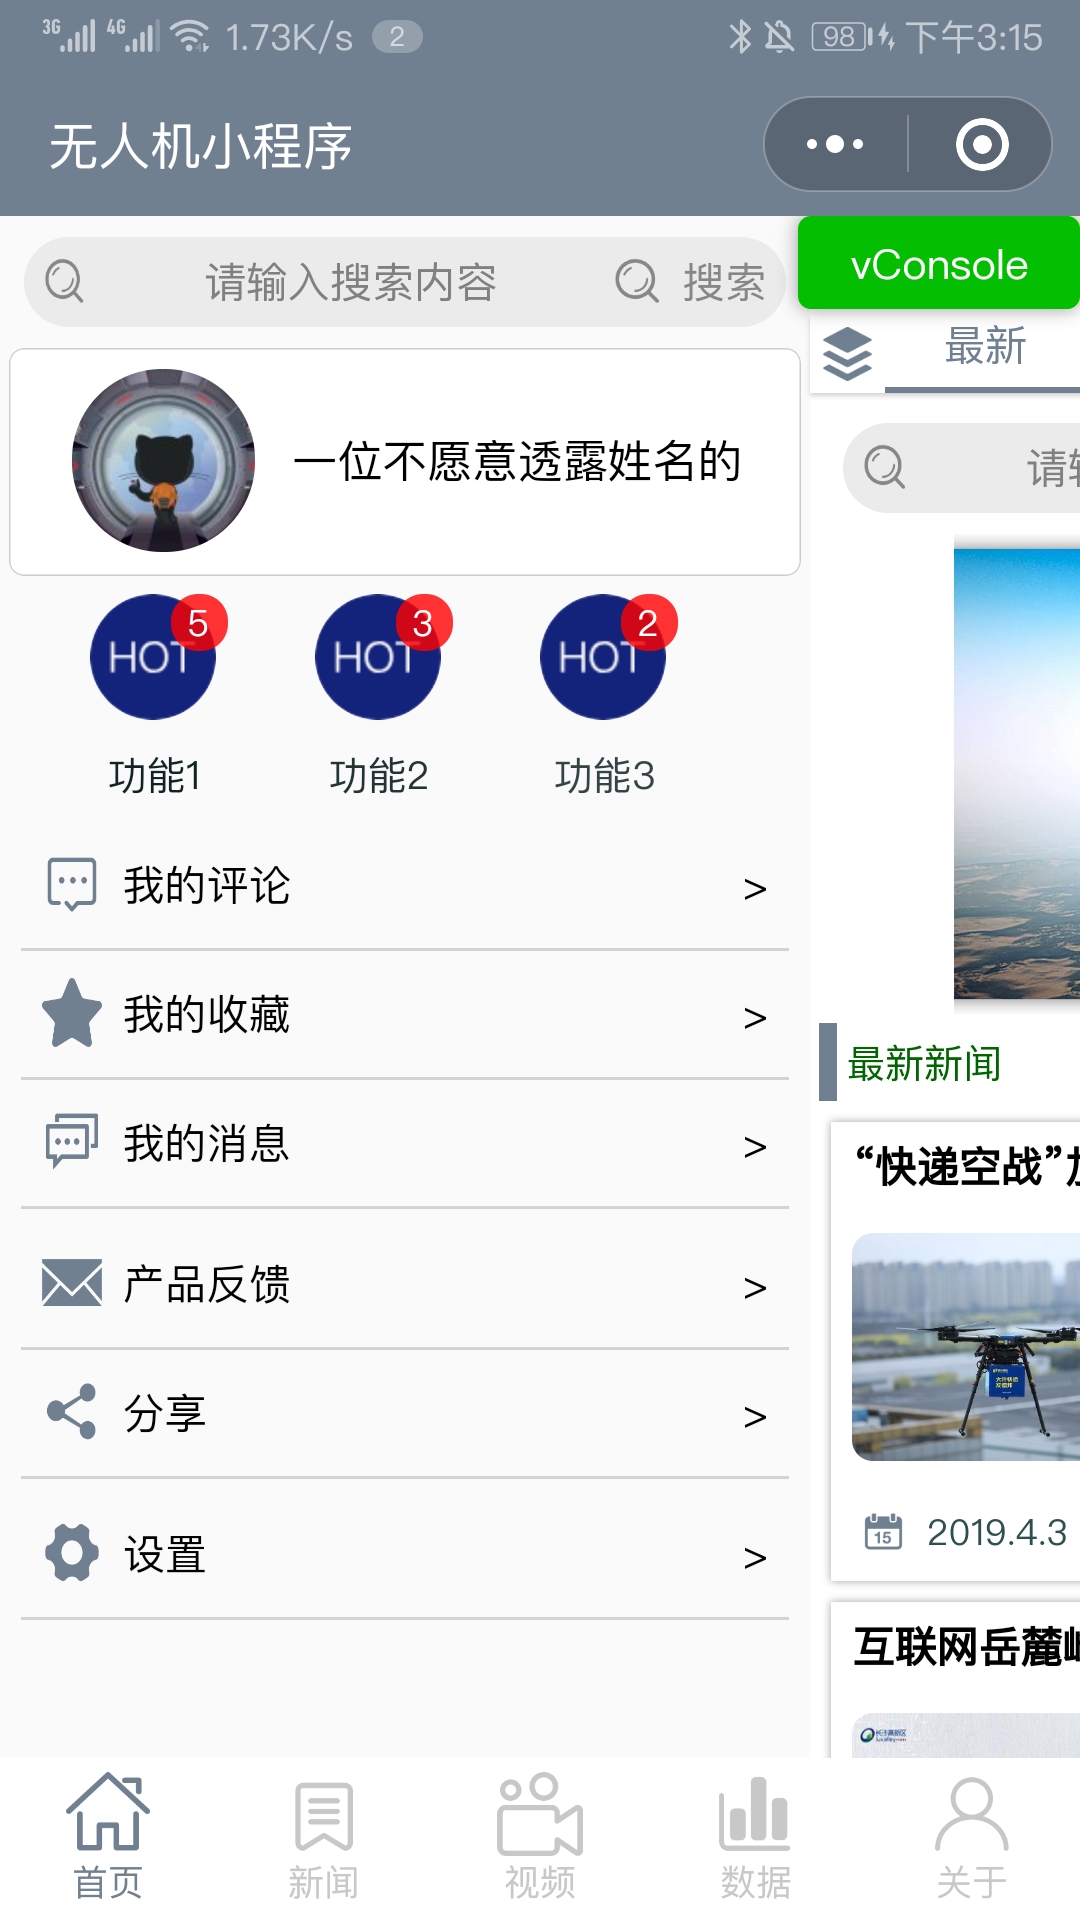 3G 4G 1.73K/s 2 98 下午3:15
无人机小程序
请输入搜索内容 搜索
vConsole
最新
一位不愿意透露姓名的
请
HOT 5 HOT 3 HOT 2
功能1 功能2 功能3
我的评论 >
我的收藏 >
最新新闻
我的消息 >
“快递空战”
产品反馈 >
分享 >
15 2019.4.3
设置 >
互联网岳麓
长沙高新区
首页 新闻 视频 数据 关于